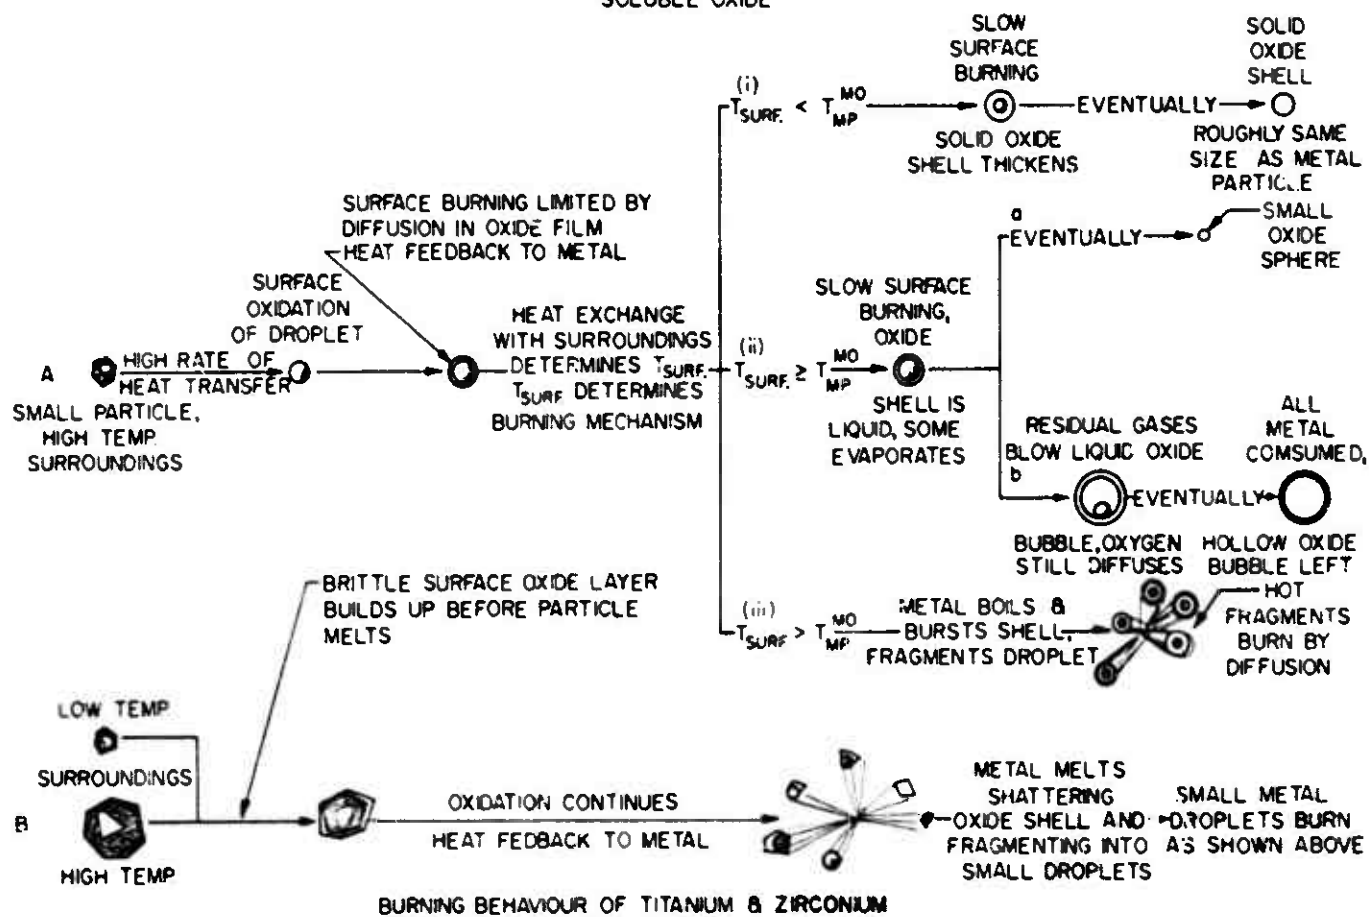 SOLUBLE OXIDE
(i)
T SURF. < T MO MP
SLOW
SURFACE
BURNING
SOLID OXIDE
SHELL THICKENS
EVENTUALLY
SOLID
OXIDE
SHELL
ROUGHLY SAME
SIZE AS METAL
PARTICLE
SURFACE BURNING LIMITED BY
DIFFUSION IN OXIDE FILM
HEAT FEEDBACK TO METAL
a
EVENTUALLY
SMALL
OXIDE
SPHERE
SURFACE
OXIDATION
OF DROPLET
A
HIGH RATE OF
HEAT TRANSFER
SMALL PARTICLE,
HIGH TEMP.
SURROUNDINGS
HEAT EXCHANGE
WITH SURROUNDINGS
DETERMINES T SURF.
T SURF DETERMINES
BURNING MECHANISM
(ii)
T SURF. ≥ T MO MP
SLOW SURFACE
BURNING,
OXIDE
SHELL IS
LIQUID, SOME
EVAPORATES
RESIDUAL GASES
BLOW LIQUID OXIDE
b
EVENTUALLY
BUBBLE, OXYGEN
STILL DIFFUSES
ALL
METAL
COMSUMED,
HOLLOW OXIDE
BUBBLE LEFT
(iii)
T SURF. > T MO MP
METAL BOILS &
BURSTS SHELL,
FRAGMENTS DROPLET
HOT
FRAGMENTS
BURN BY
DIFFUSION
BRITTLE SURFACE OXIDE LAYER
BUILDS UP BEFORE PARTICLE
MELTS
LOW TEMP
SURROUNDINGS
B
HIGH TEMP
OXIDATION CONTINUES
HEAT FEDBACK TO METAL
METAL MELTS
SHATTERING
OXIDE SHELL AND
FRAGMENTING INTO
SMALL DROPLETS
SMALL METAL
DROPLETS BURN
AS SHOWN ABOVE
BURNING BEHAVIOUR OF TITANIUM & ZIRCONIUM